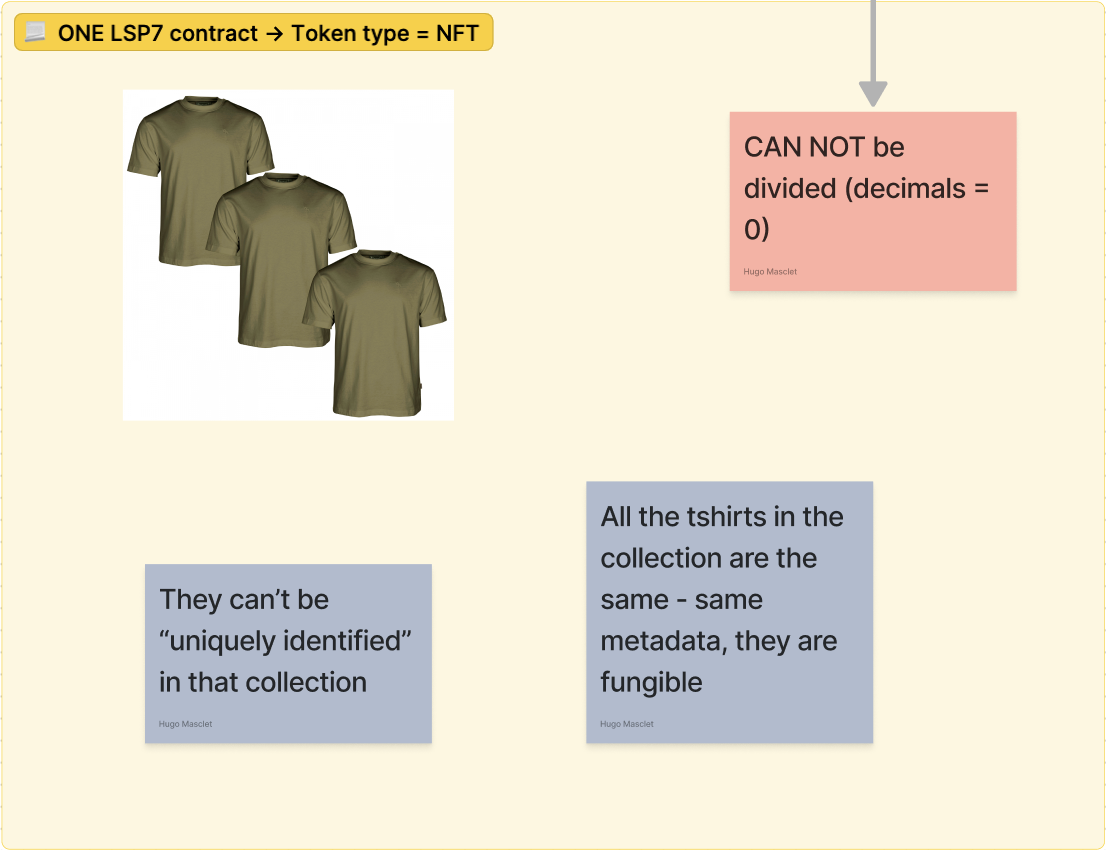 ONE LSP7 contract → Token type = NFT
CAN NOT be
divided (decimals =
0)
Hugo Masclet
All the tshirts in the
collection are the
same - same
metadata, they are
fungible
Hugo Masclet
They can’t be
“uniquely identified”
in that collection
Hugo Masclet